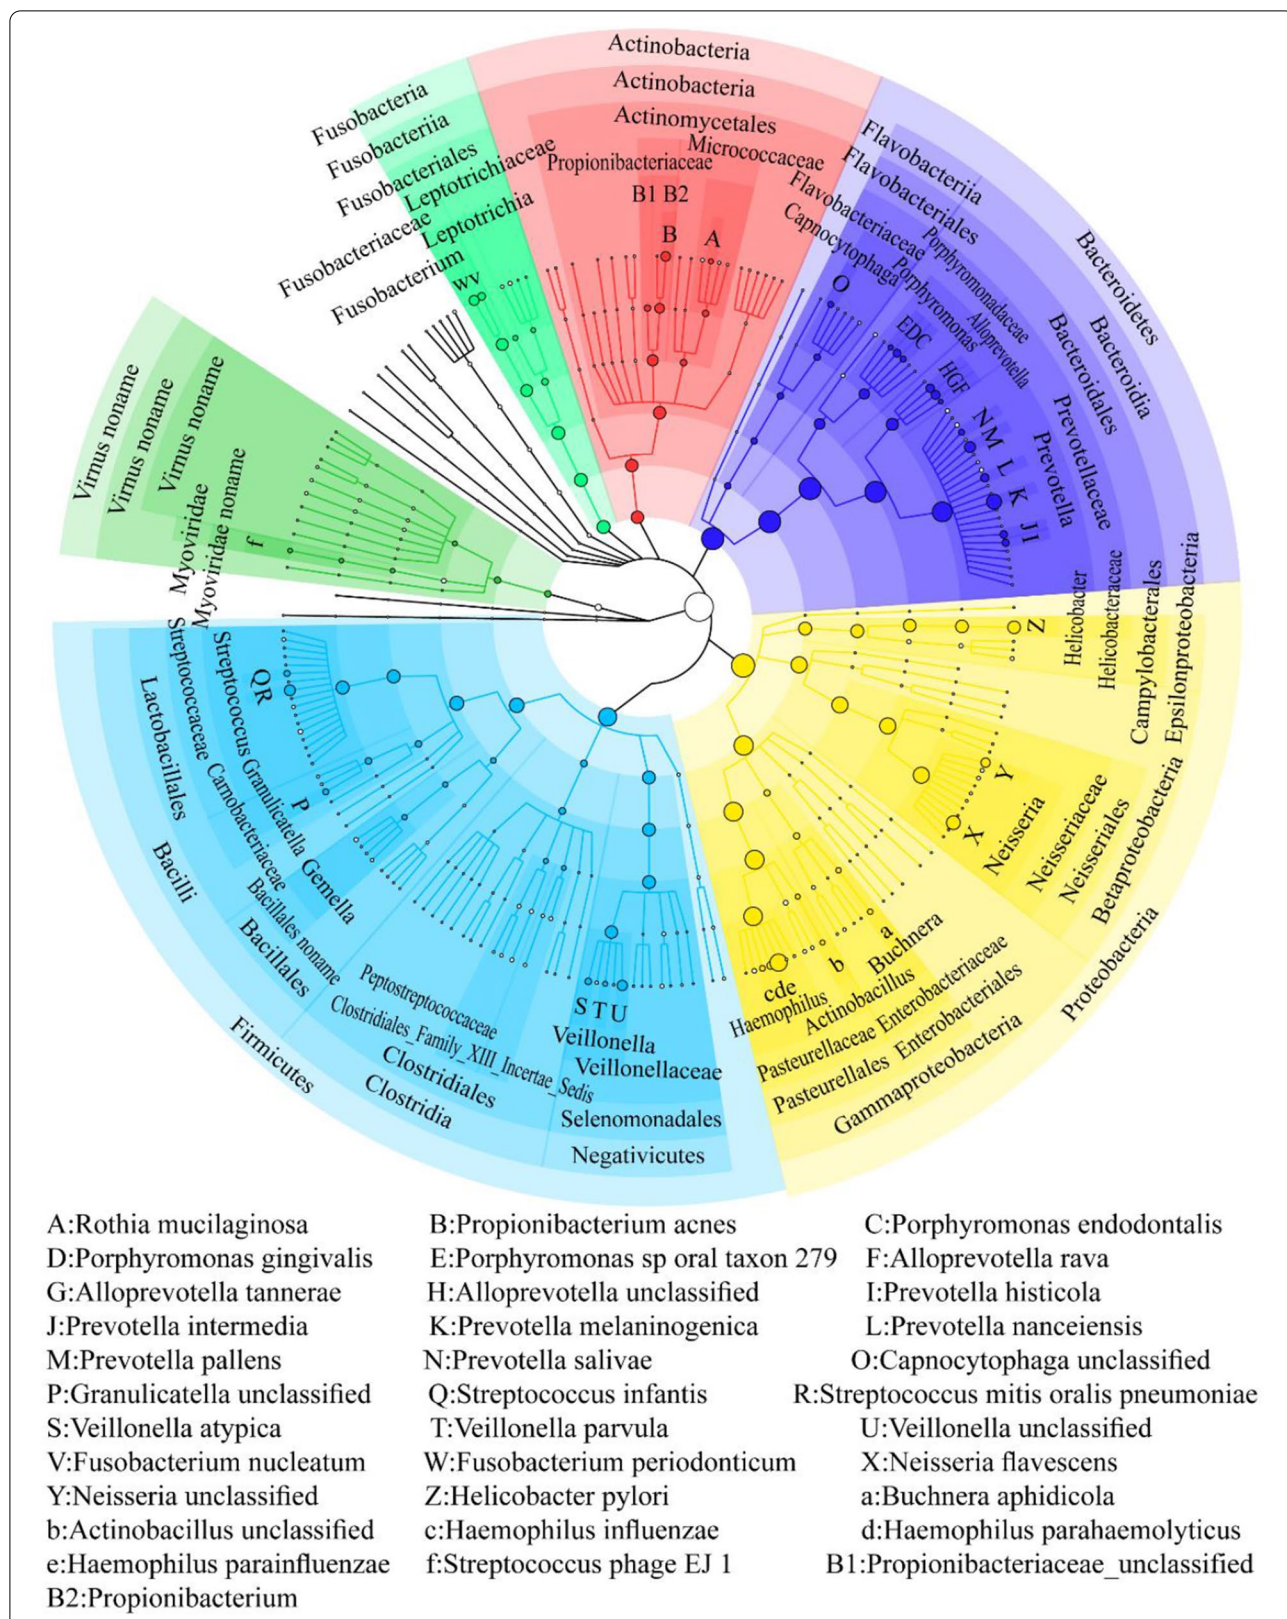 Actinobacteria
Actinobacteria
Actinomycetales
Micrococcaceae
Propionibacteriaceae
B1 B2
B
A
Fusobacteria
Fusobacteriia
Fusobacteriales
Leptotrichiaceae
Leptotrichia
Fusobacteriaceae
Fusobacterium
wv
Flavobacteriia
Flavobacteriales
Flavobacteriaceae
Capnocytophaga
O
Bacteroidetes
Bacteroidia
Bacteroidales
Porphyromonadaceae
Porphyromonas
Alloprevotella
EDC
HGF
Prevotellaceae
Prevotella
N
M
L
K
JI
Virnus noname
Virnus noname
Virnus noname
Myoviridae
Myoviridae noname
f
Helicobacter
Helicobacteraceae
Campylobacterales
Epsilonproteobacteria
Z
Y
X
Neisseria
Neisseriaceae
Neisseriales
Betaproteobacteria
Proteobacteria
a
Buchnera
b
Actinobacillus
cde
Haemophilus
Pasteurellaceae
Enterobacteriaceae
Pasteurellales
Enterobacteriales
Gammaproteobacteria
QR
Streptococcus
Streptococcaceae
Lactobacillales
P
Granulicatella
Carnobacteriaceae
Gemella
Bacillales noname
Bacillales
Bacilli
Firmicutes
Peptostreptococcaceae
Clostridiales_Family_XIII_Incertae_Sedis
Clostridiales
Clostridia
S T U
Veillonella
Veillonellaceae
Selenomonadales
Negativicutes
A:Rothia mucilaginosa B:Propionibacterium acnes C:Porphyromonas endodontalis
D:Porphyromonas gingivalis E:Porphyromonas sp oral taxon 279 F:Alloprevotella rava
G:Alloprevotella tannerae H:Alloprevotella unclassified I:Prevotella histicola
J:Prevotella intermedia K:Prevotella melaninogenica L:Prevotella nanceiensis
M:Prevotella pallens N:Prevotella salivae O:Capnocytophaga unclassified
P:Granulicatella unclassified Q:Streptococcus infantis R:Streptococcus mitis oralis pneumoniae
S:Veillonella atypica T:Veillonella parvula U:Veillonella unclassified
V:Fusobacterium nucleatum W:Fusobacterium periodonticum X:Neisseria flavescens
Y:Neisseria unclassified Z:Helicobacter pylori a:Buchnera aphidicola
b:Actinobacillus unclassified c:Haemophilus influenzae d:Haemophilus parahaemolyticus
e:Haemophilus parainfluenzae f:Streptococcus phage EJ 1 B1:Propionibacteriaceae_unclassified
B2:Propionibacterium